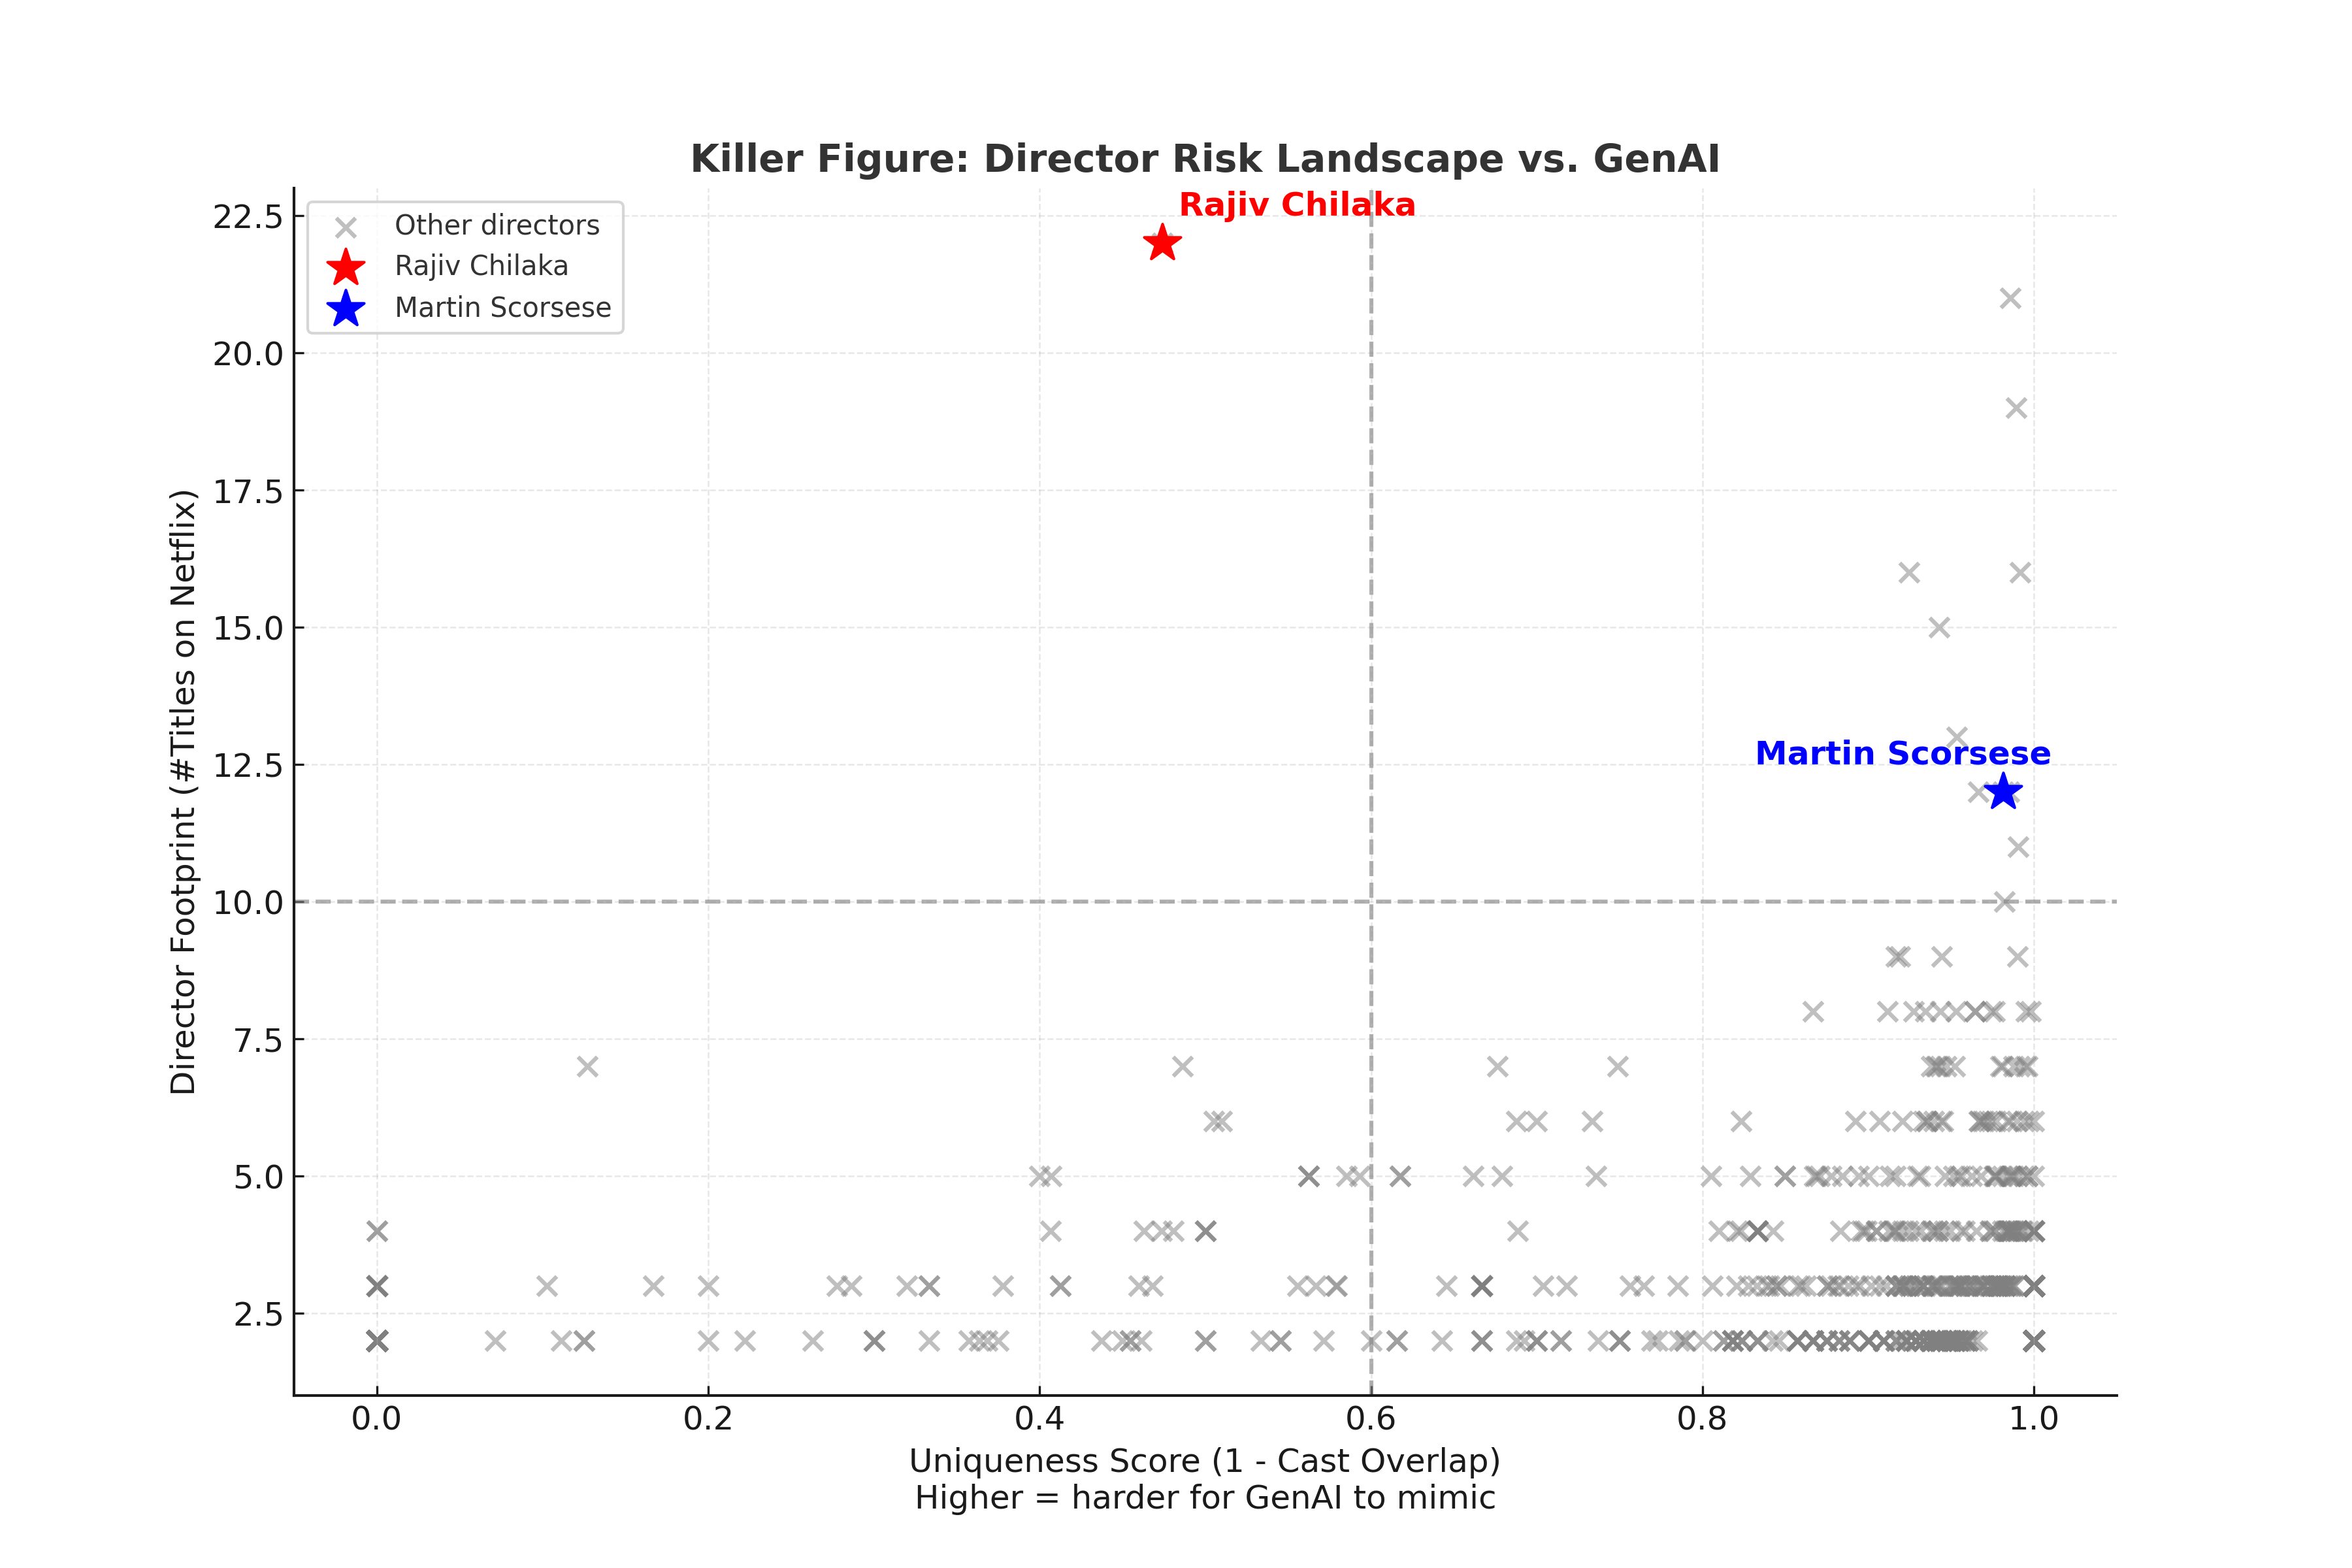 Killer Figure: Director Risk Landscape vs. GenAI
Rajiv Chilaka
Other directors
Rajiv Chilaka
Martin Scorsese
Martin Scorsese
Director Footprint (#Titles on Netflix)
22.5
20.0
17.5
15.0
12.5
10.0
7.5
5.0
2.5
0.0 0.2 0.4 0.6 0.8 1.0
Uniqueness Score (1 - Cast Overlap)
Higher = harder for GenAI to mimic